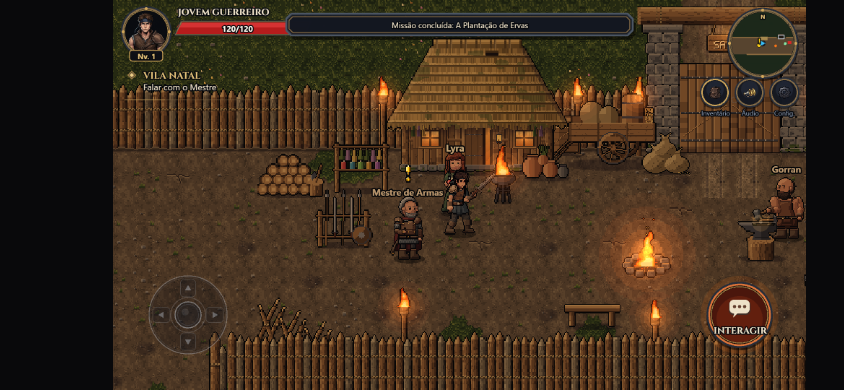 JOVEM GUERREIRO
120/120
Missão concluída: A Plantação de Ervas
N
Nv. 1
VILA NATAL
Falar com o Mestre
Inventário
Áudio
Config.
Lyra
Gorran
Mestre de Armas
INTERAGIR